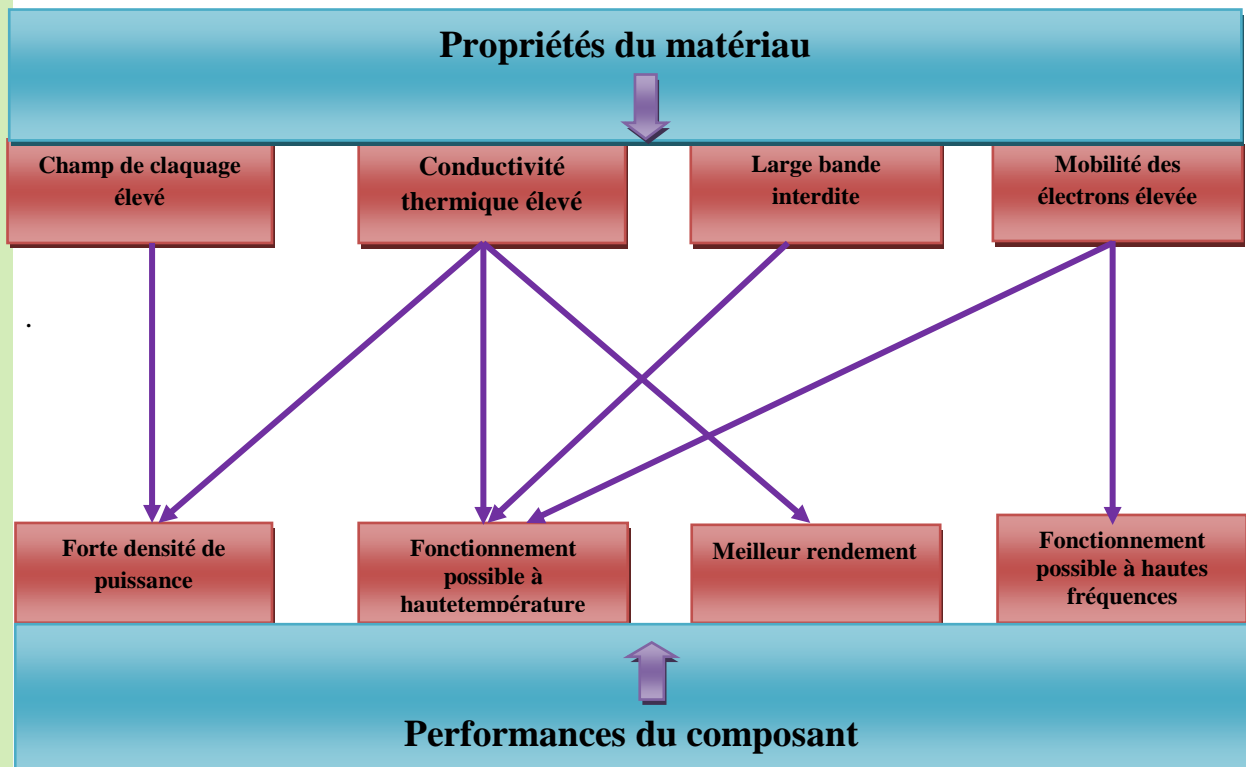 Propriétés du matériau
Champ de claquage
élevé
Conductivité
thermique élevé
Large bande
interdite
Mobilité des
électrons élevée
.
Forte densité de
puissance
Fonctionnement
possible à
hautetempérature
Meilleur rendement
Fonctionnement
possible à hautes
fréquences
Performances du composant